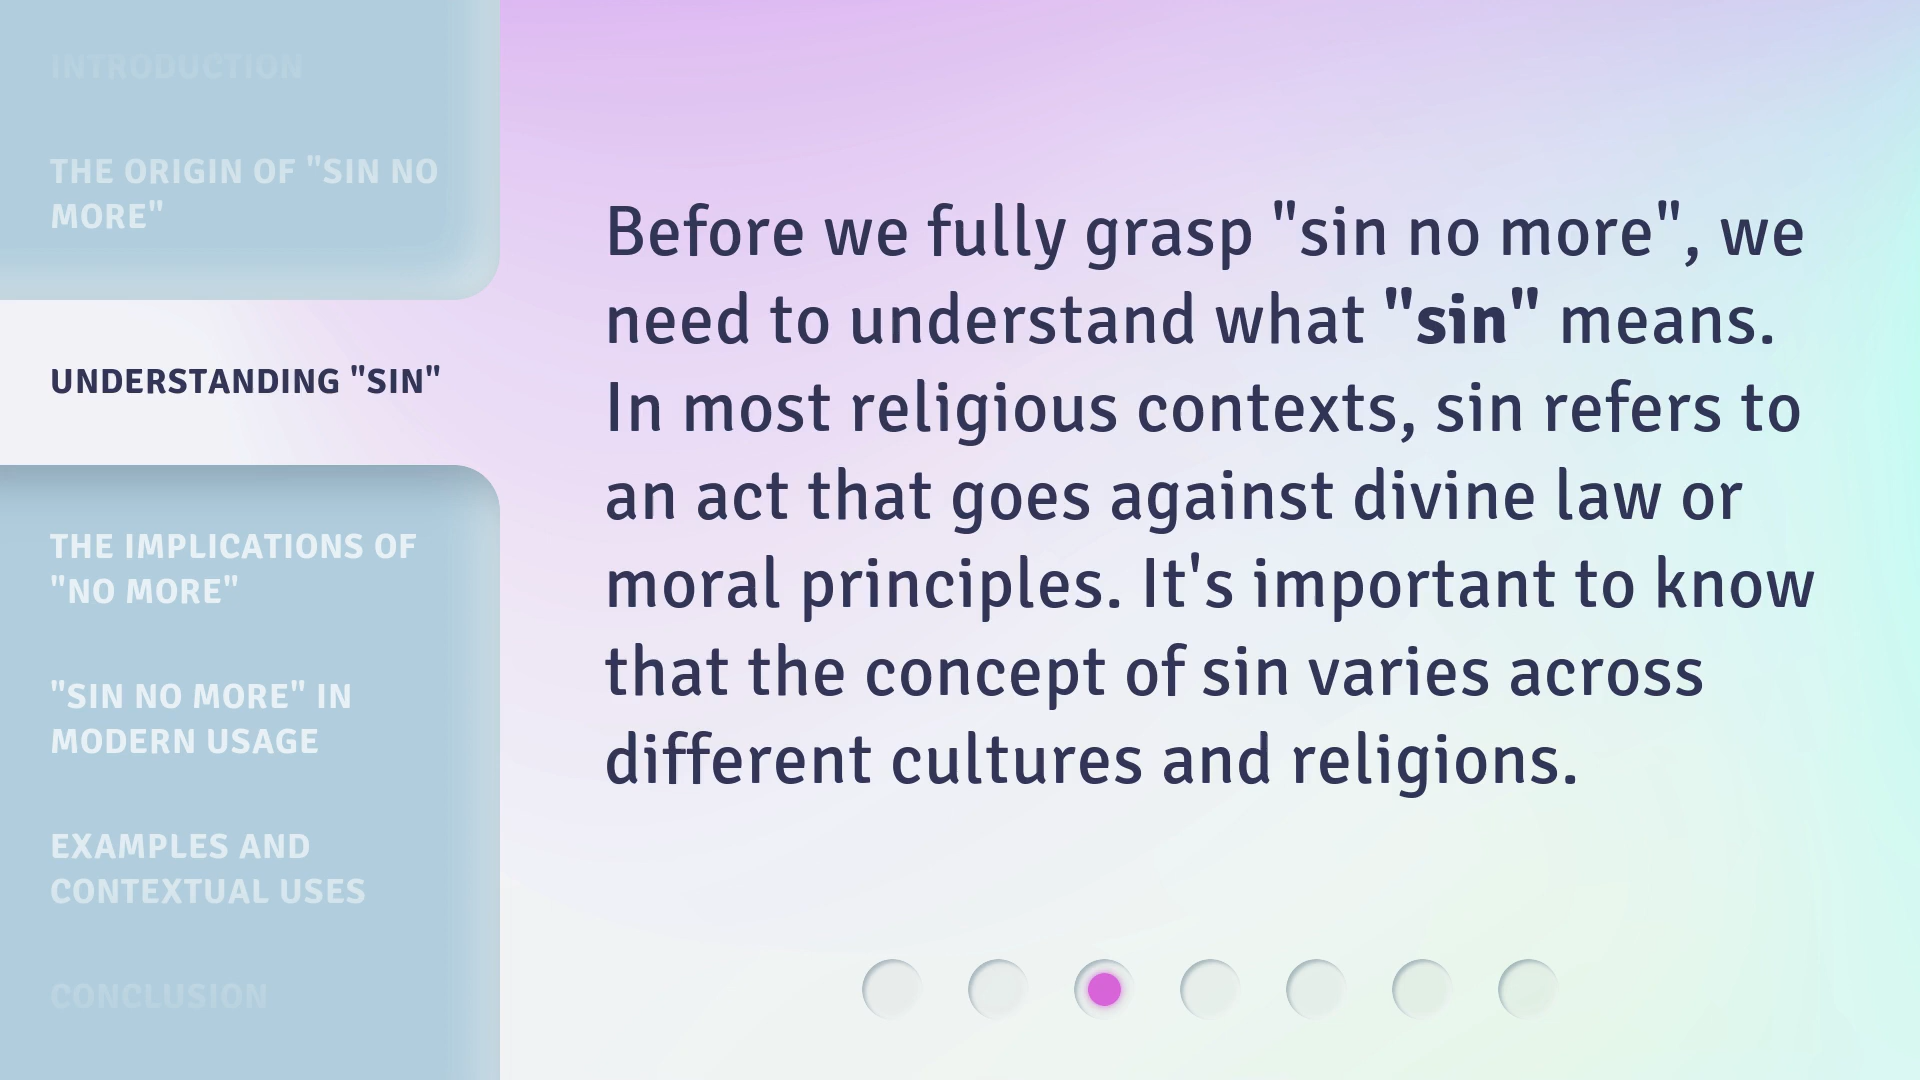 INTRODUCTION
THE ORIGIN OF "SIN NO
MORE"
UNDERSTANDING "SIN"
THE IMPLICATIONS OF
"NO MORE"
"SIN NO MORE" IN
MODERN USAGE
EXAMPLES AND
CONTEXTUAL USES
CONCLUSION
Before we fully grasp "sin no more", we
need to understand what "sin" means.
In most religious contexts, sin refers to
an act that goes against divine law or
moral principles. It's important to know
that the concept of sin varies across
different cultures and religions.